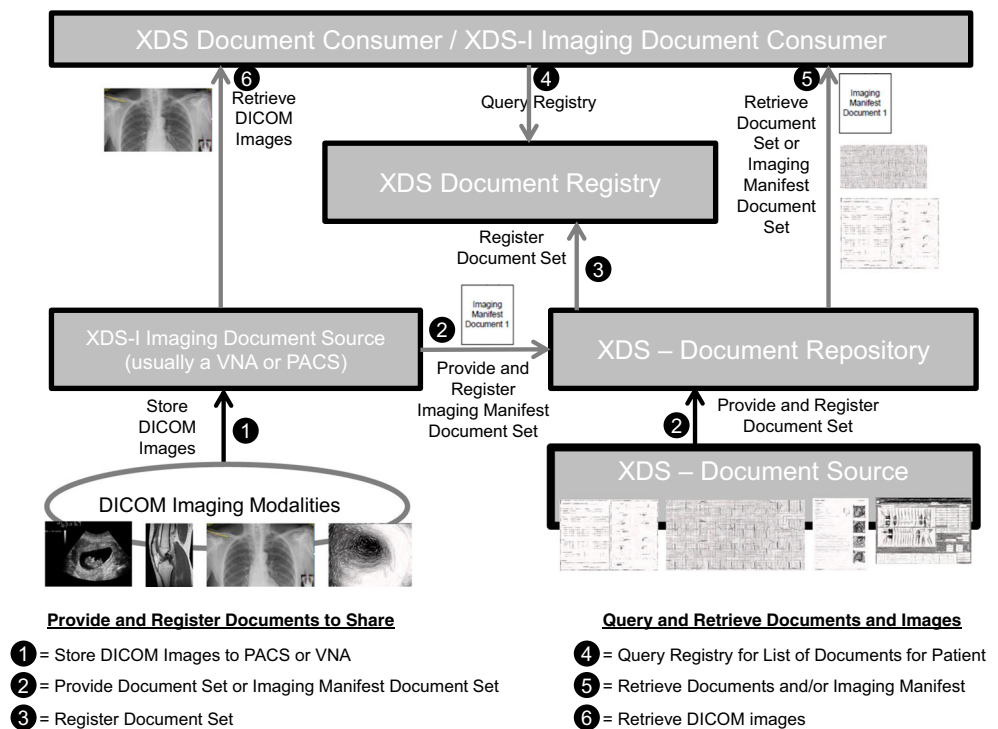 XDS Document Consumer / XDS-I Imaging Document Consumer
6
Retrieve
DICOM
Images
4
Query Registry
5
Retrieve
Document
Set or
Imaging
Manifest
Document
Set
Imaging
Manifest
Document 1
XDS Document Registry
Register
Document Set
3
XDS-I Imaging Document Source
(usually a VNA or PACS)
2
Imaging
Manifest
Document 1
Provide and
Register
Imaging Manifest
Document Set
XDS – Document Repository
Store
DICOM
Images
1
2
Provide and Register
Document Set
XDS – Document Source
DICOM Imaging Modalities
Provide and Register Documents to Share
1 = Store DICOM Images to PACS or VNA
2 = Provide Document Set or Imaging Manifest Document Set
3 = Register Document Set
Query and Retrieve Documents and Images
4 = Query Registry for List of Documents for Patient
5 = Retrieve Documents and/or Imaging Manifest
6 = Retrieve DICOM images